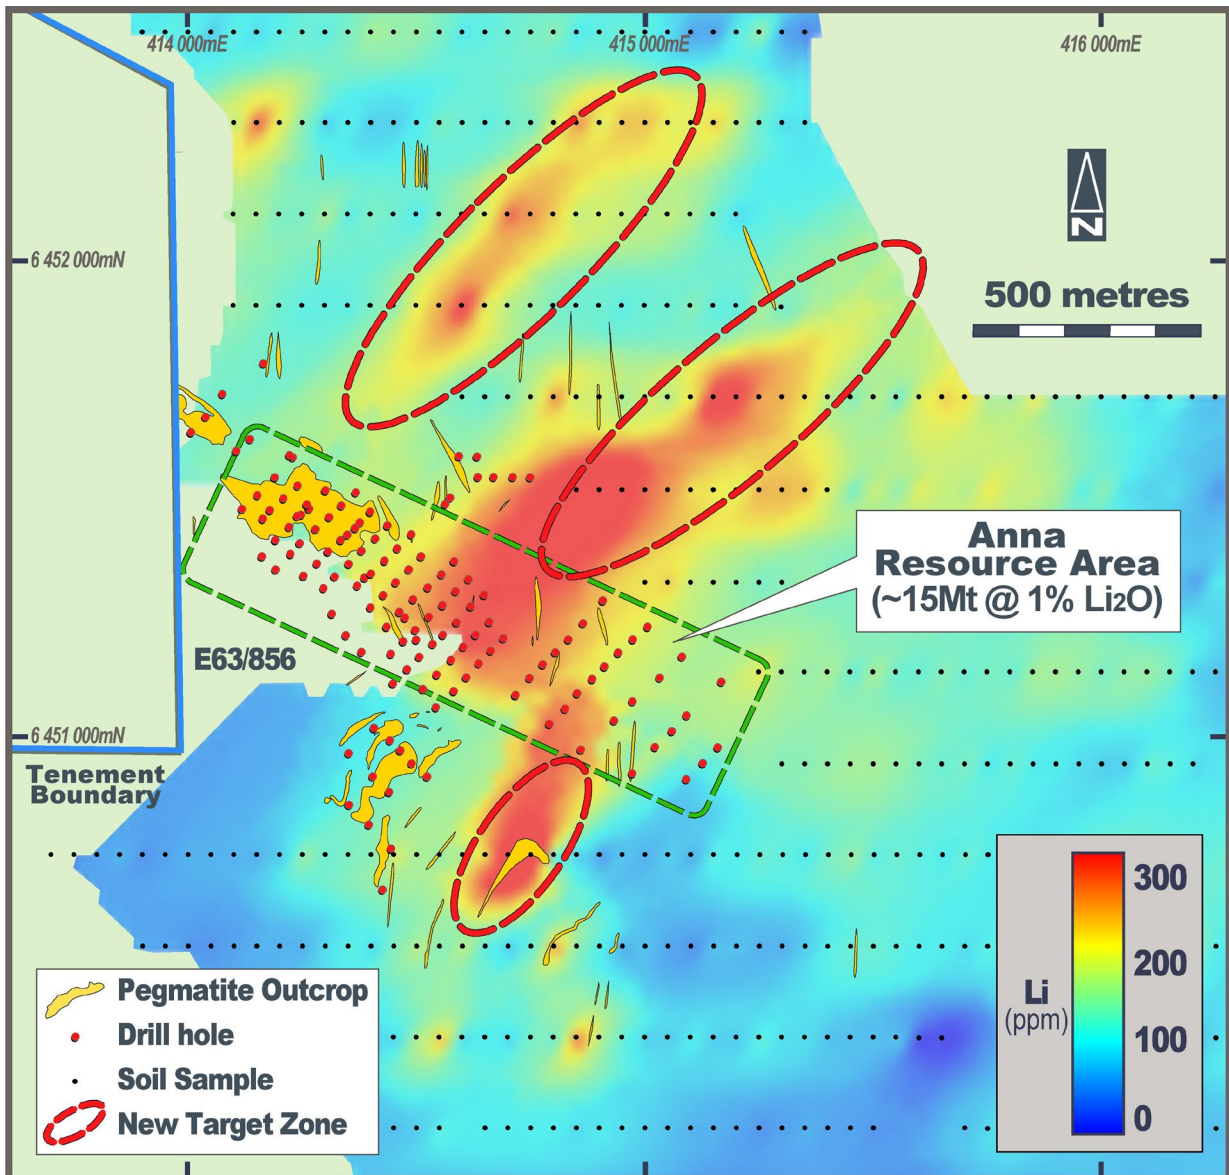 414 000mE
415 000mE
416 000mE
N
6 452 000mN
500 metres
Anna
Resource Area
(~15Mt @ 1% Li2O)
E63/856
6 451 000mN
Tenement
Boundary
Pegmatite Outcrop
Drill hole
Soil Sample
New Target Zone
Li
(ppm)
300
200
100
0